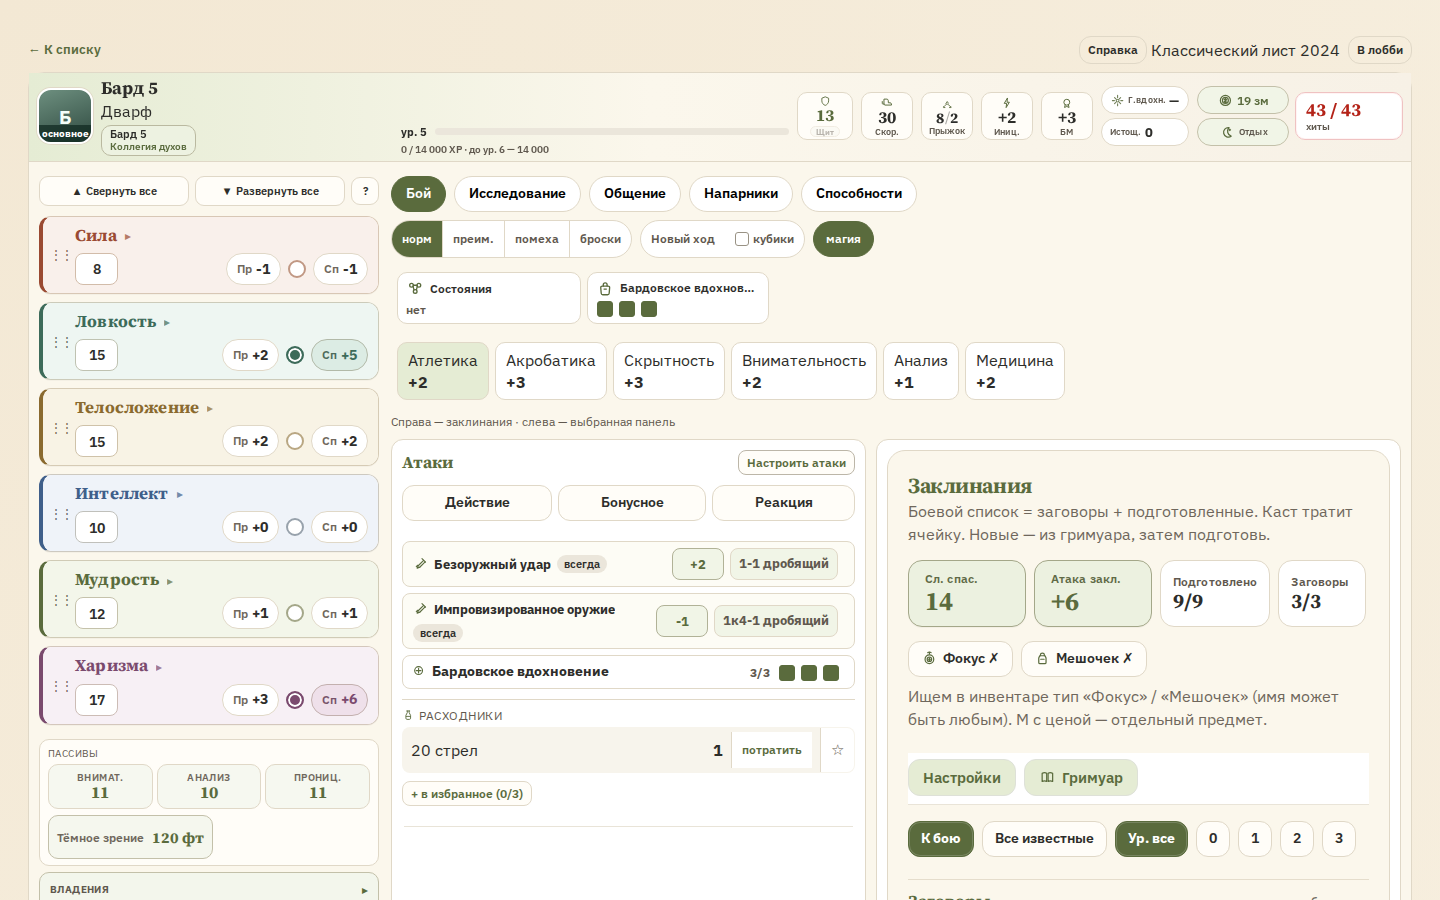 ← К списку
Справка
Классический лист 2024
В лобби
Б
основное
Бард 5
Дварф
Бард 5
Коллегия духов
ур. 5
0 / 14 000 XP · до ур. 6 — 14 000
13
Щит
30
Скор.
8/2
Прыжок
+2
Иниц.
+3
БМ
Г.вдохн. —
Истощ. 0
19 зм
Отдых
43 / 43
хиты
▲ Свернуть все
▼ Развернуть все
?
Сила ▸
8
Пр -1
Сп -1
Ловкость ▸
15
Пр +2
Сп +5
Телосложение ▸
15
Пр +2
Сп +2
Интеллект ▸
10
Пр +0
Сп +0
Мудрость ▸
12
Пр +1
Сп +1
Харизма ▸
17
Пр +3
Сп +6
ПАССИВЫ
ВНИМАТ.
11
АНАЛИЗ
10
ПРОНИЦ.
11
Тёмное зрение 120 фт
ВЛАДЕНИЯ ▸
Бой
Исследование
Общение
Напарники
Способности
норм
преим.
помеха
броски
Новый ход
кубики
магия
Состояния
нет
Бардовское вдохнов...
Атлетика
+2
Акробатика
+3
Скрытность
+3
Внимательность
+2
Анализ
+1
Медицина
+2
Справа — заклинания · слева — выбранная панель
Атаки
Настроить атаки
Действие
Бонусное
Реакция
Безоружный удар всегда
+2
1-1 дробящий
Импровизированное оружие
всегда
-1
1к4-1 дробящий
Бардовское вдохновение
3/3
РАСХОДНИКИ
20 стрел
1
потратить
☆
+ в избранное (0/3)
Заклинания
Боевой список = заговоры + подготовленные. Каст тратит
ячейку. Новые — из гримуара, затем подготовь.
Сл. спас.
14
Атака закл.
+6
Подготовлено
9/9
Заговоры
3/3
Фокус ✗
Мешочек ✗
Ищем в инвентаре тип «Фокус» / «Мешочек» (имя может
быть любым). М с ценой — отдельный предмет.
Настройки
Гримуар
К бою
Все известные
Ур. все
0
1
2
3